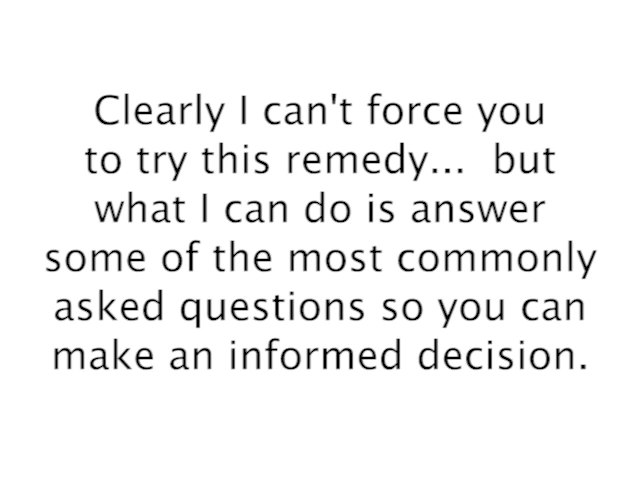 Clearly I can't force you
to try this remedy...  but
what I can do is answer
some of the most commonly
asked questions so you can
make an informed decision.